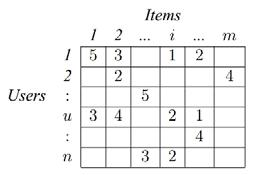 Items
1 2 ... i ... m
1 5 3 1 2
2 2 4
Users : 5
u 3 4 2 1
: 4
n 3 2